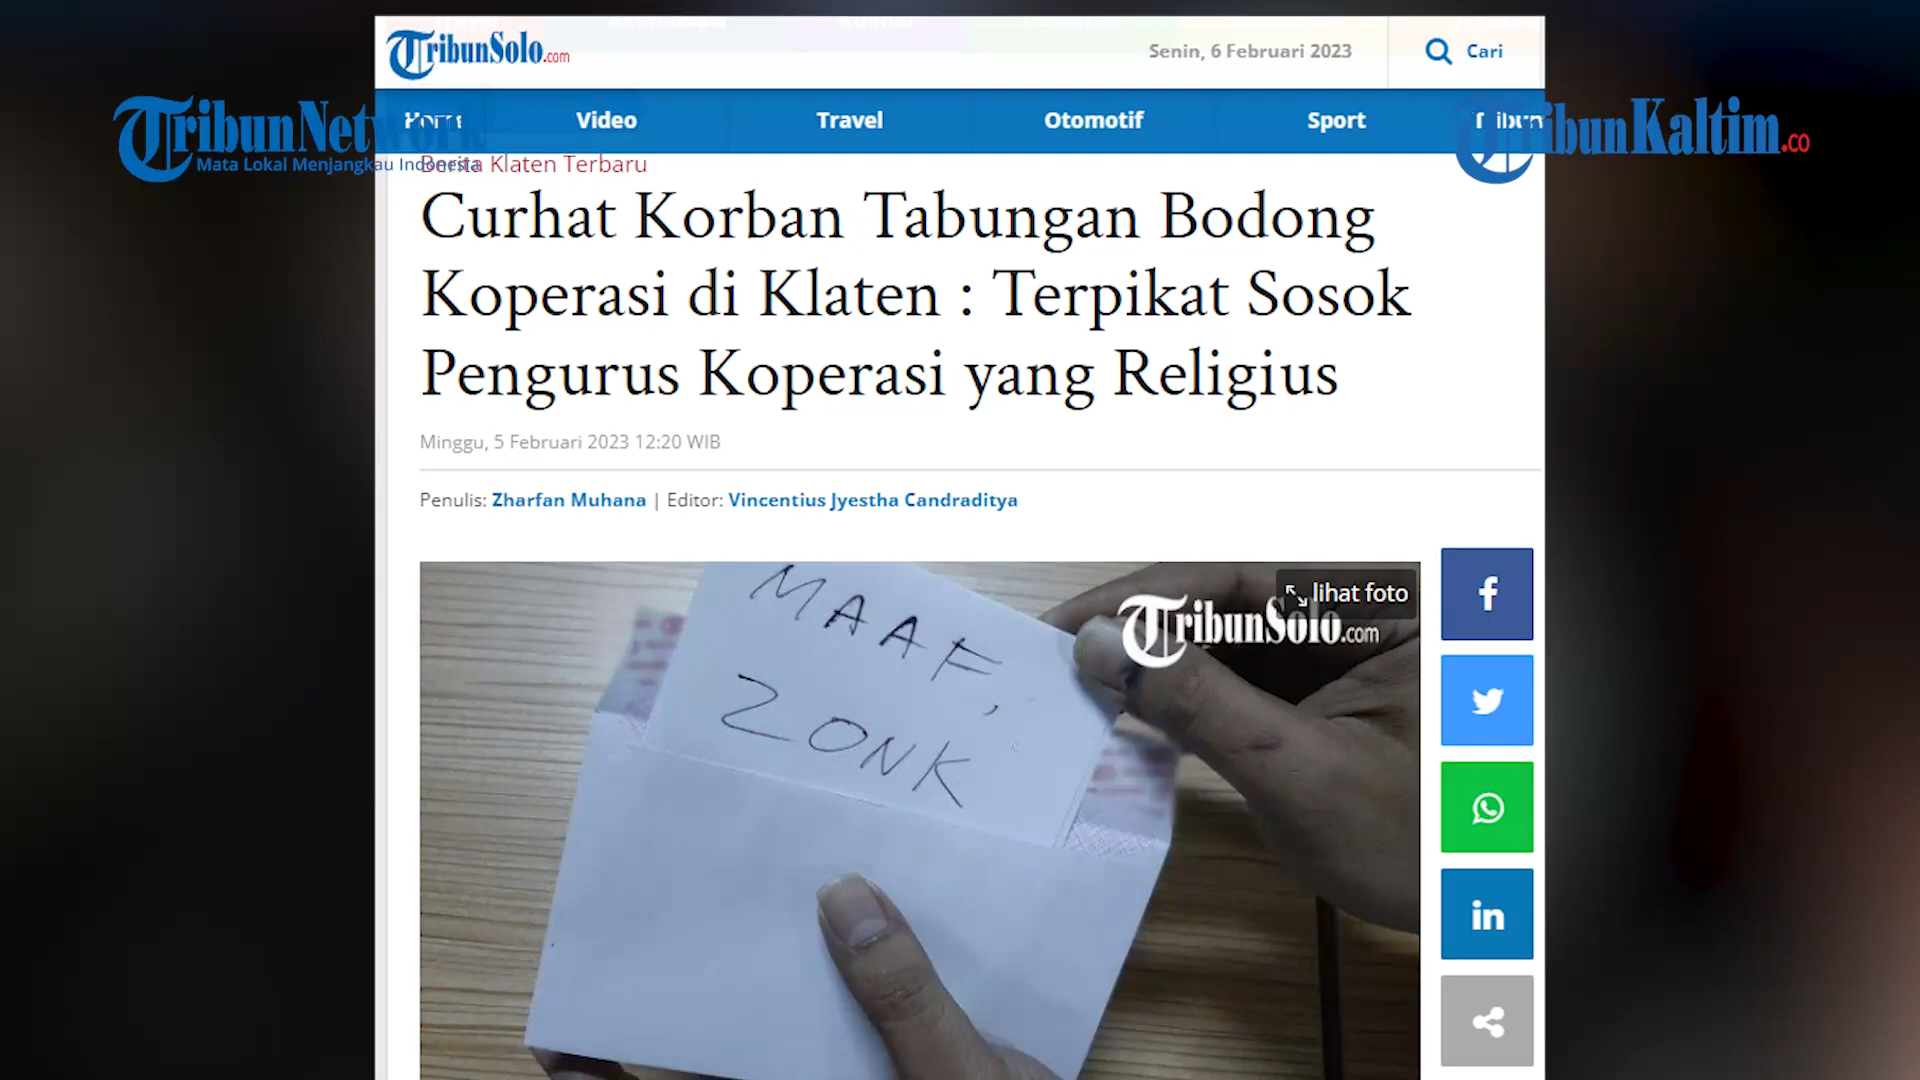 TribunSolo.com
Senin, 6 Februari 2023
Cari
TribunNetwork
Mata Lokal Menjangkau Indonesia
TribunKaltim.co
Home
Video
Travel
Otomotif
Sport
Tribun
Berita Klaten Terbaru
Curhat Korban Tabungan Bodong
Koperasi di Klaten : Terpikat Sosok
Pengurus Koperasi yang Religius
Minggu, 5 Februari 2023 12:20 WIB
Penulis: Zharfan Muhana | Editor: Vincentius Jyestha Candraditya
lihat foto
TribunSolo.com
MAAF,
ZONK